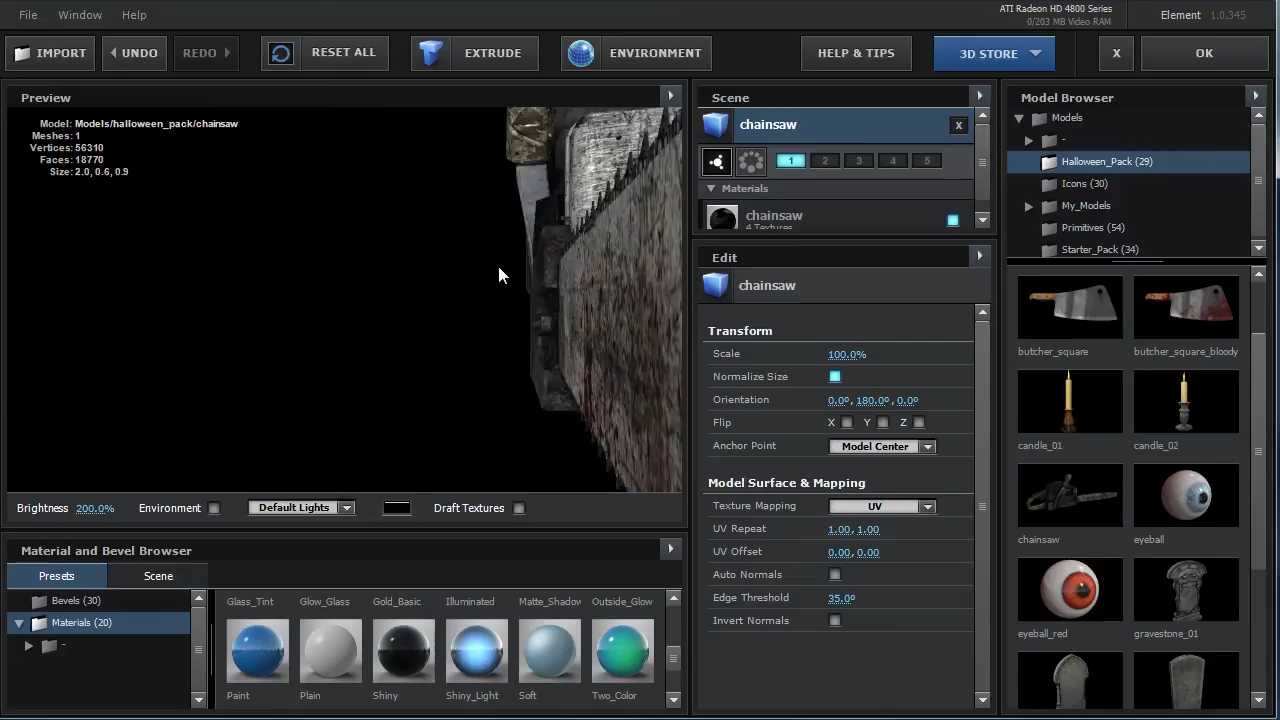 File Window Help
ATI Radeon HD 4800 Series
0/203 MB Video RAM
Element 1.0.345
IMPORT UNDO REDO RESET ALL EXTRUDE ENVIRONMENT HELP & TIPS 3D STORE X OK
Preview
Model: Models/halloween_pack/chainsaw
Meshes: 1
Vertices: 56310
Faces: 18770
Size: 2.0, 0.6, 0.9
Brightness 200.0% Environment Default Lights Draft Textures
Material and Bevel Browser
Presets Scene
Bevels (30)
Materials (20)
-
Glass_Tint Glow_Glass Gold_Basic Illuminated Matte_Shadow Outside_Glow
Paint Plain Shiny Shiny_Light Soft Two_Color
Scene
chainsaw X
1 2 3 4 5
Materials
chainsaw
4 Textures
Edit
chainsaw
Transform
Scale 100.0%
Normalize Size
Orientation 0.0º, 180.0º, 0.0º
Flip X Y Z
Anchor Point Model Center
Model Surface & Mapping
Texture Mapping UV
UV Repeat 1.00, 1.00
UV Offset 0.00, 0.00
Auto Normals
Edge Threshold 35.0º
Invert Normals
Model Browser
Models
-
Halloween_Pack (29)
Icons (30)
My_Models
Primitives (54)
Starter_Pack (34)
butcher_square butcher_square_bloody
candle_01 candle_02
chainsaw eyeball
eyeball_red gravestone_01